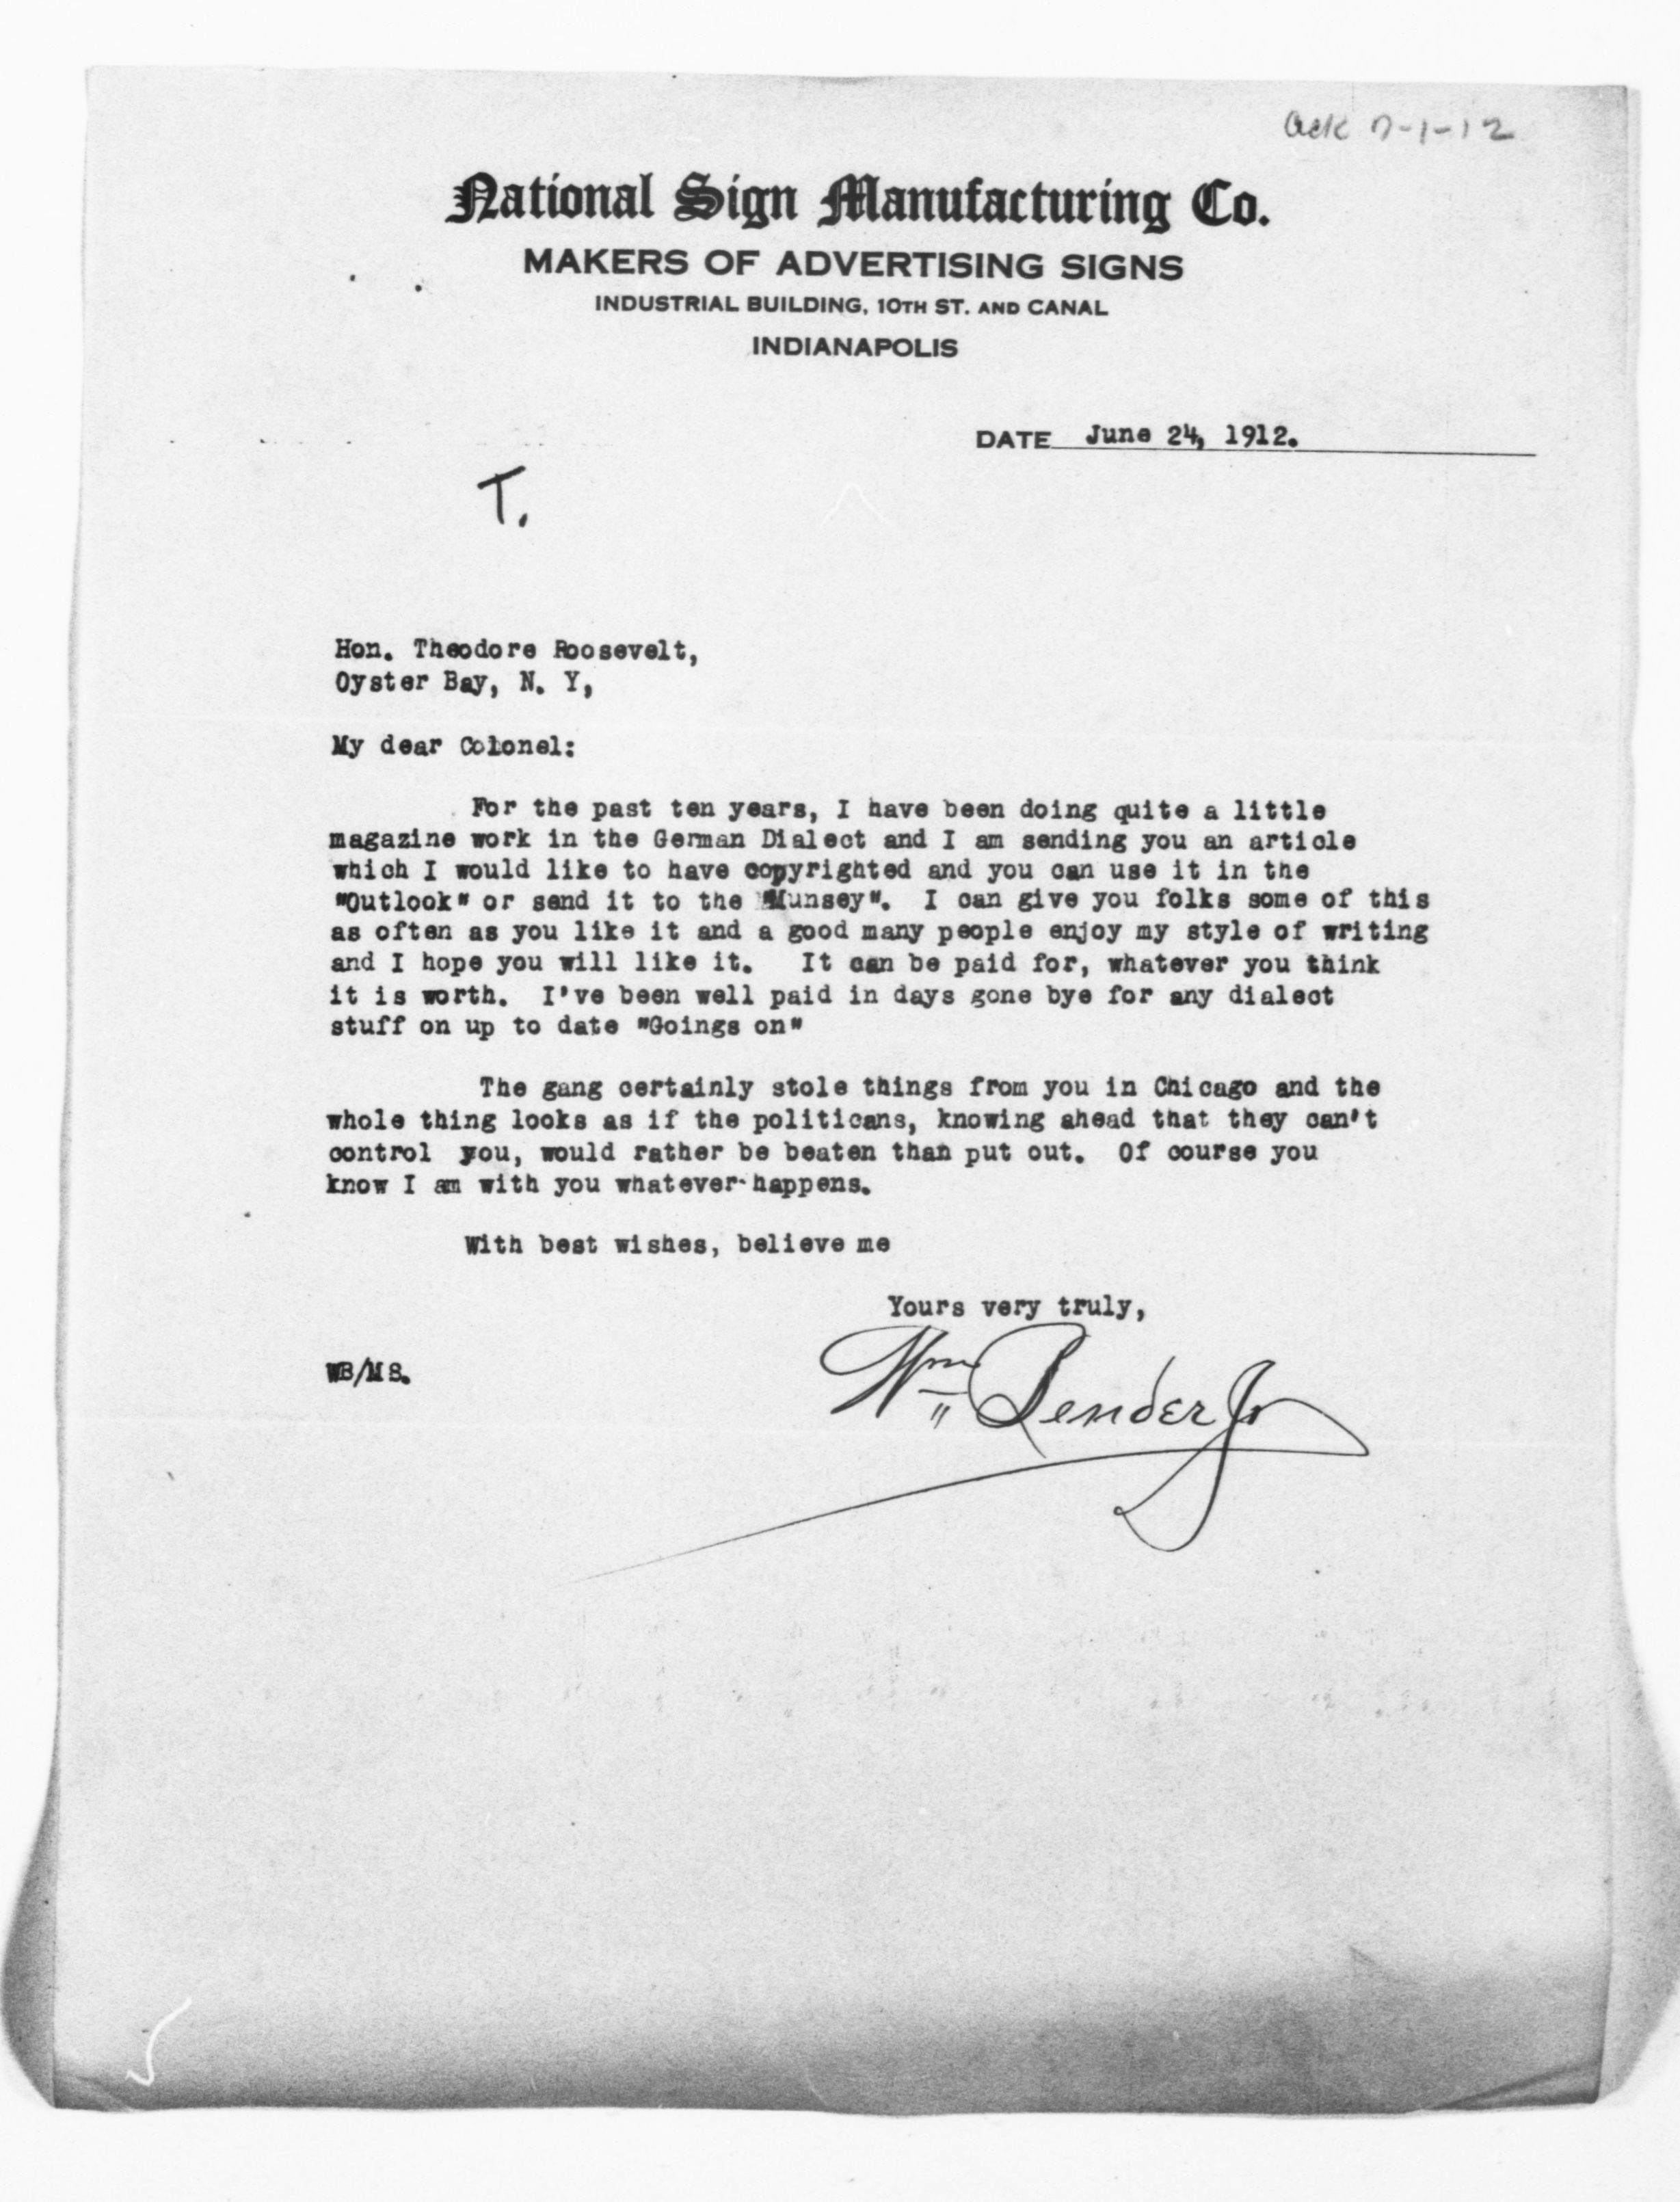 Ack 7-1-12
National Sign Manufacturing Co.
MAKERS OF ADVERTISING SIGNS
INDUSTRIAL BUILDING, 10TH ST. AND CANAL
INDIANAPOLIS
DATE June 24, 1912.
T.
Hon. Theodore Roosevelt,
Oyster Bay, N. Y,
My dear Colonel:
For the past ten years, I have been doing quite a little
magazine work in the German Dialect and I am sending you an article
which I would like to have copyrighted and you can use it in the
"Outlook" or send it to the "Munsey". I can give you folks some of this
as often as you like it and a good many people enjoy my style of writing
and I hope you will like it. It can be paid for, whatever you think
it is worth. I've been well paid in days gone bye for any dialect
stuff on up to date "Goings on"
The gang certainly stole things from you in Chicago and the
whole thing looks as if the politicans, knowing ahead that they can't
control you, would rather be beaten than put out. Of course you
know I am with you whatever happens.
With best wishes, believe me
Yours very truly,
WB/MS.
Wm Bender Jr